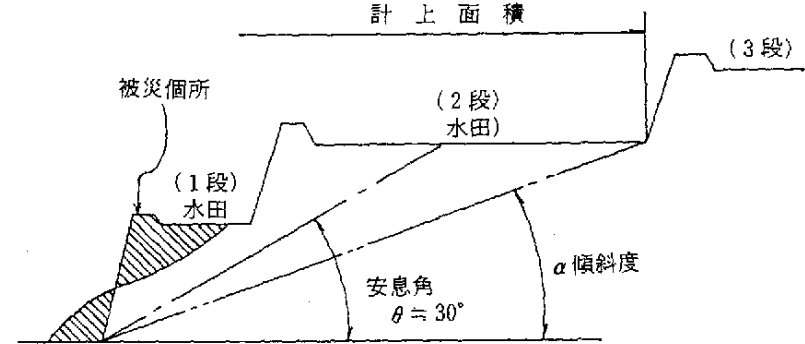 計上面積
(3段)
被災個所
(2段)
水田)
(1段)
水田
安息角
θ≒30°
α傾斜度